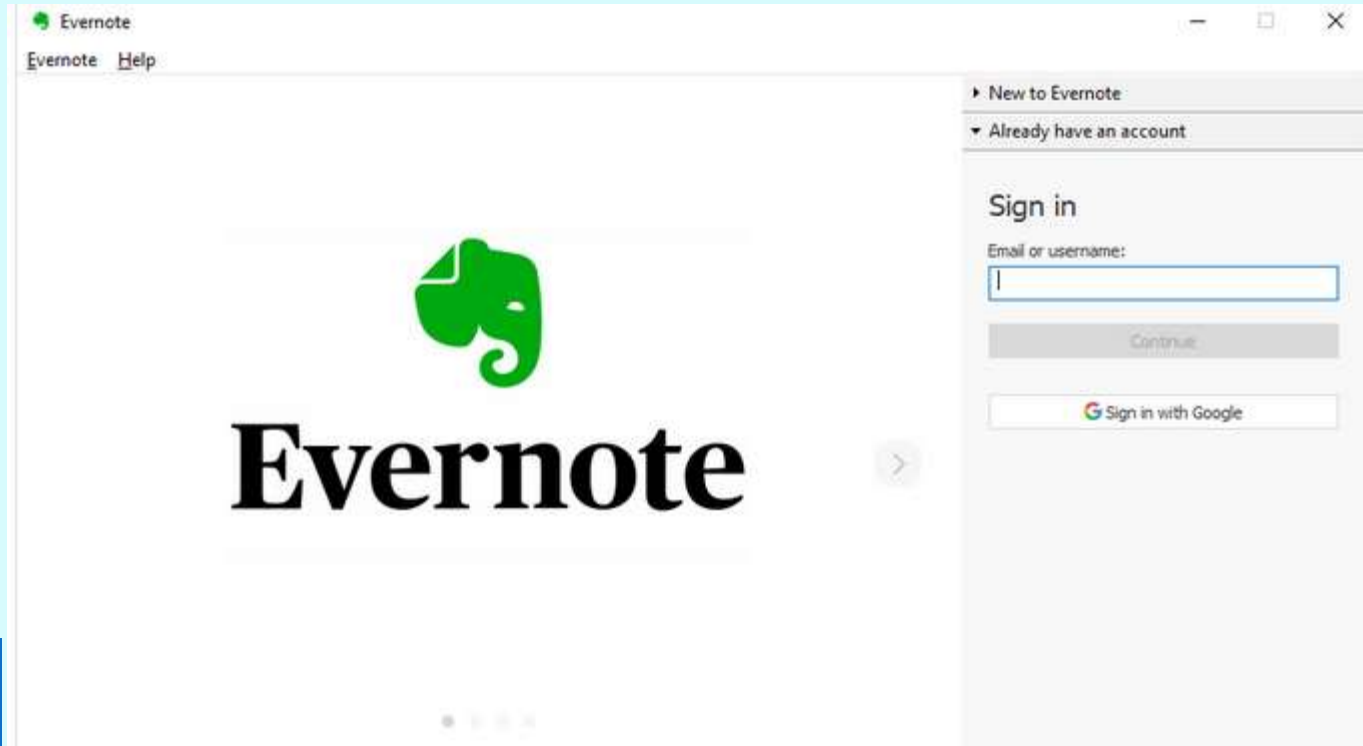 Evernote
Evernote Help
New to Evernote
Already have an account
Sign in
Email or username:
Continue
Sign in with Google
Evernote